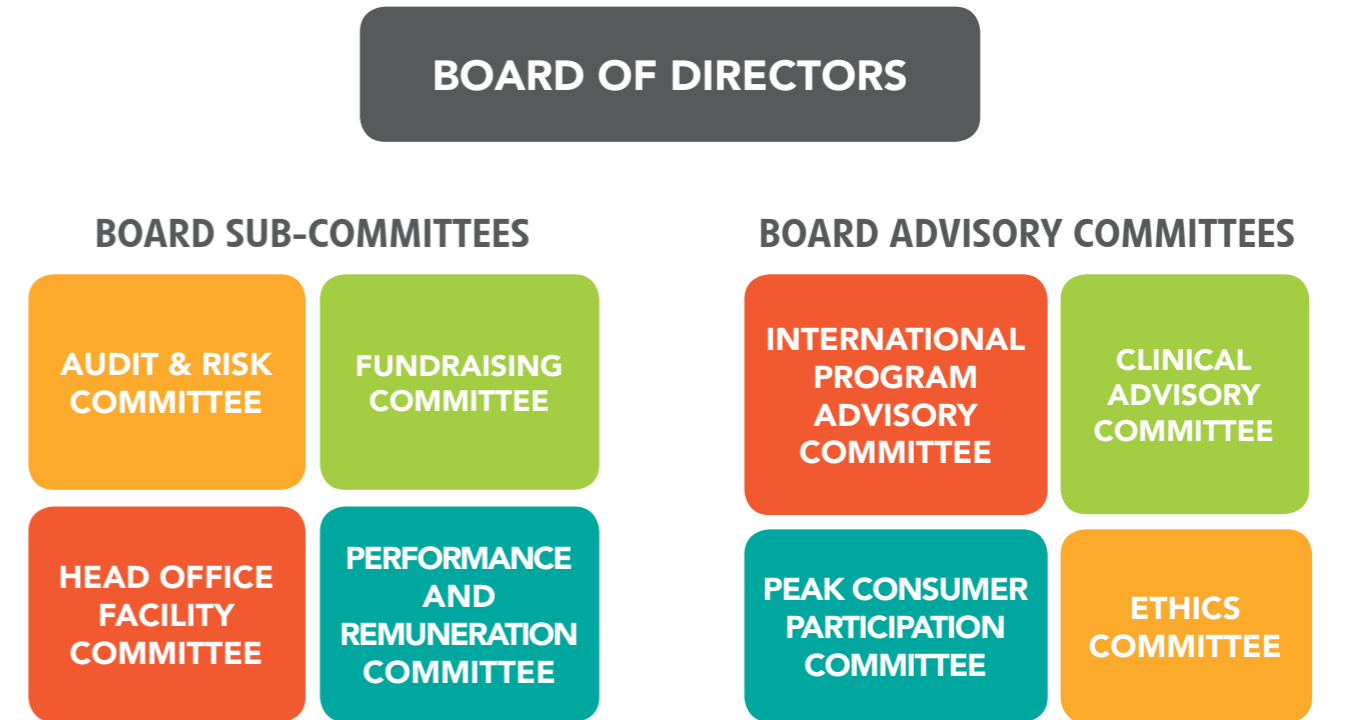 BOARD OF DIRECTORS
BOARD SUB-COMMITTEES
AUDIT & RISK
COMMITTEE
FUNDRAISING
COMMITTEE
HEAD OFFICE
FACILITY
COMMITTEE
PERFORMANCE
AND
REMUNERATION
COMMITTEE
BOARD ADVISORY COMMITTEES
INTERNATIONAL
PROGRAM
ADVISORY
COMMITTEE
CLINICAL
ADVISORY
COMMITTEE
PEAK CONSUMER
PARTICIPATION
COMMITTEE
ETHICS
COMMITTEE